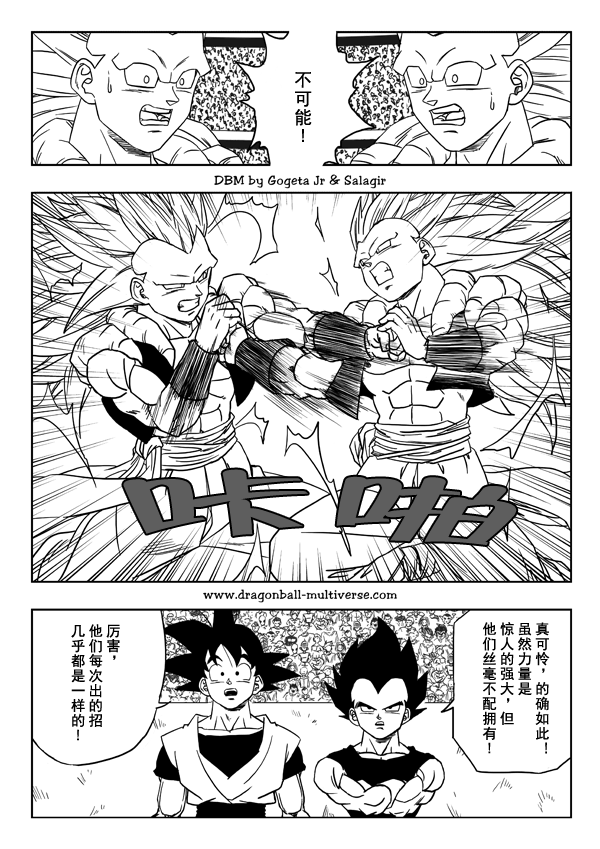 不可能！
DBM by Gogeta Jr & Salagir
咔 啪
www.dragonball-multiverse.com
真可怜，的确如此！
虽然力量是
惊人的强大，但
他们丝毫不配拥有！
厉害，
他们每次出的招
几乎都是一样的！